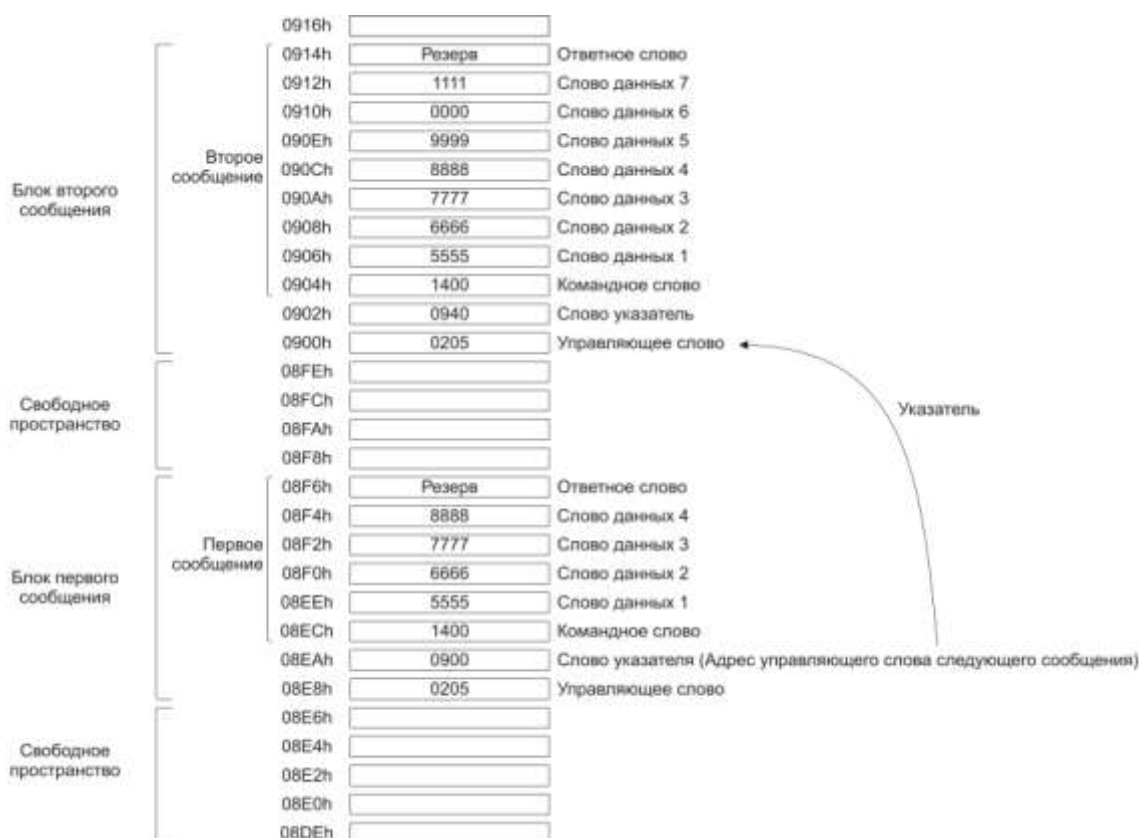 0916h
0914h Резерв Ответное слово
0912h 1111 Слово данных 7
0910h 0000 Слово данных 6
090Eh 9999 Слово данных 5
Второе
сообщение
090Ch 8888 Слово данных 4
Блок второго
сообщения
090Ah 7777 Слово данных 3
0908h 6666 Слово данных 2
0906h 5555 Слово данных 1
0904h 1400 Командное слово
0902h 0940 Слово указатель
0900h 0205 Управляющее слово
08FEh
08FCh
Свободное
пространство
Указатель
08FAh
08F8h
08F6h Резерв Ответное слово
08F4h 8888 Слово данных 4
Первое
сообщение
08F2h 7777 Слово данных 3
Блок первого
сообщения
08F0h 6666 Слово данных 2
08EEh 5555 Слово данных 1
08ECh 1400 Командное слово
08EAh 0900 Слово указателя (Адрес управляющего слова следующего сообщения)
08E8h 0205 Управляющее слово
08E6h
08E4h
Свободное
пространство
08E2h
08E0h
08DEh